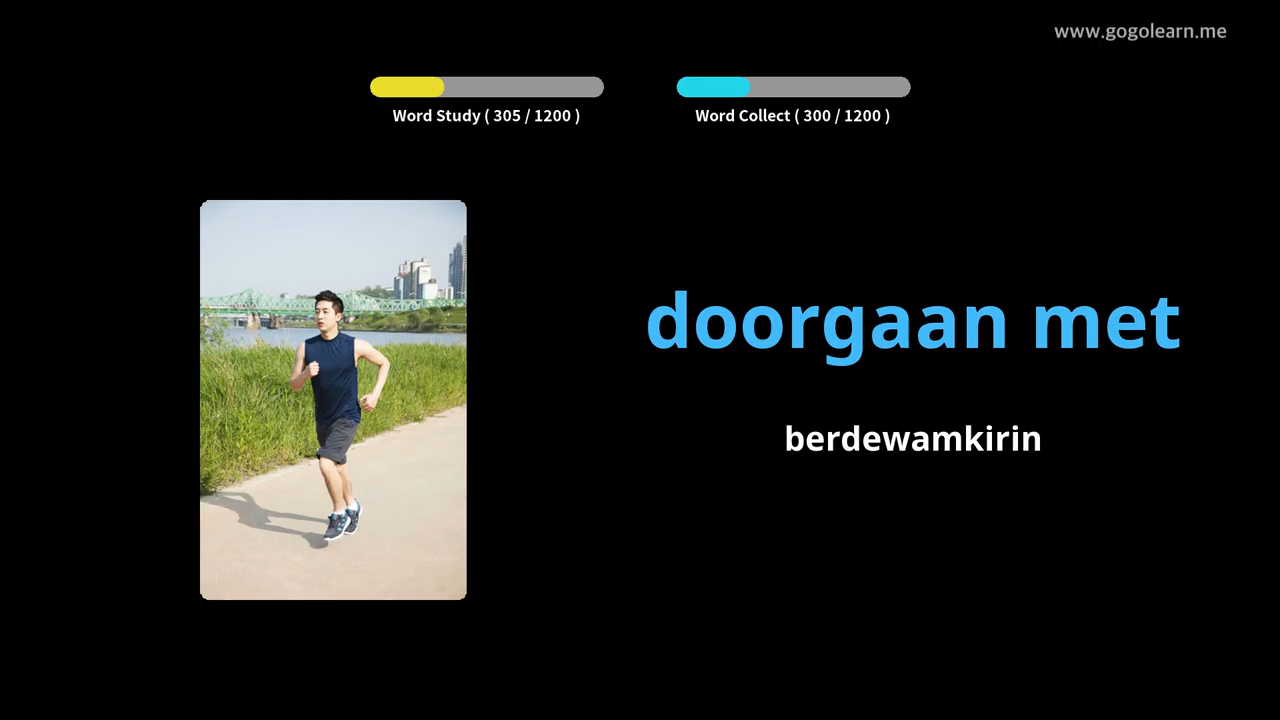 www.gogolearn.me
Word Study ( 305 / 1200 )
Word Collect ( 300 / 1200 )
doorgaan met
berdewamkirin